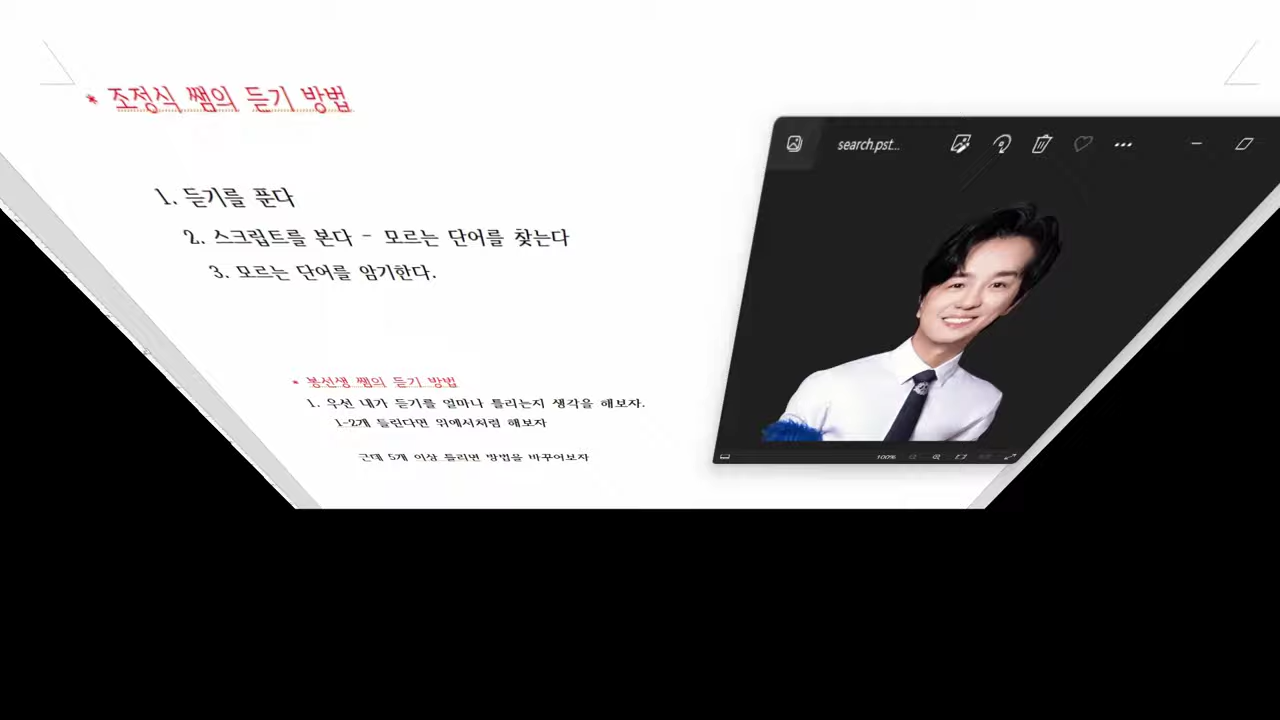 * 조정식 쌤의 듣기 방법
1. 듣기를 푼다
2. 스크립트를 본다 - 모르는 단어를 찾는다
3. 모르는 단어를 암기한다.
* 봉선생 쌤의 듣기 방법
1. 우선 내가 듣기를 얼마나 틀리는지 생각을 해보자.
1-2개 틀린다면 위에서처럼 해보자
근데 5개 이상 틀리면 방법을 바꾸어보자
search.pst...
100%